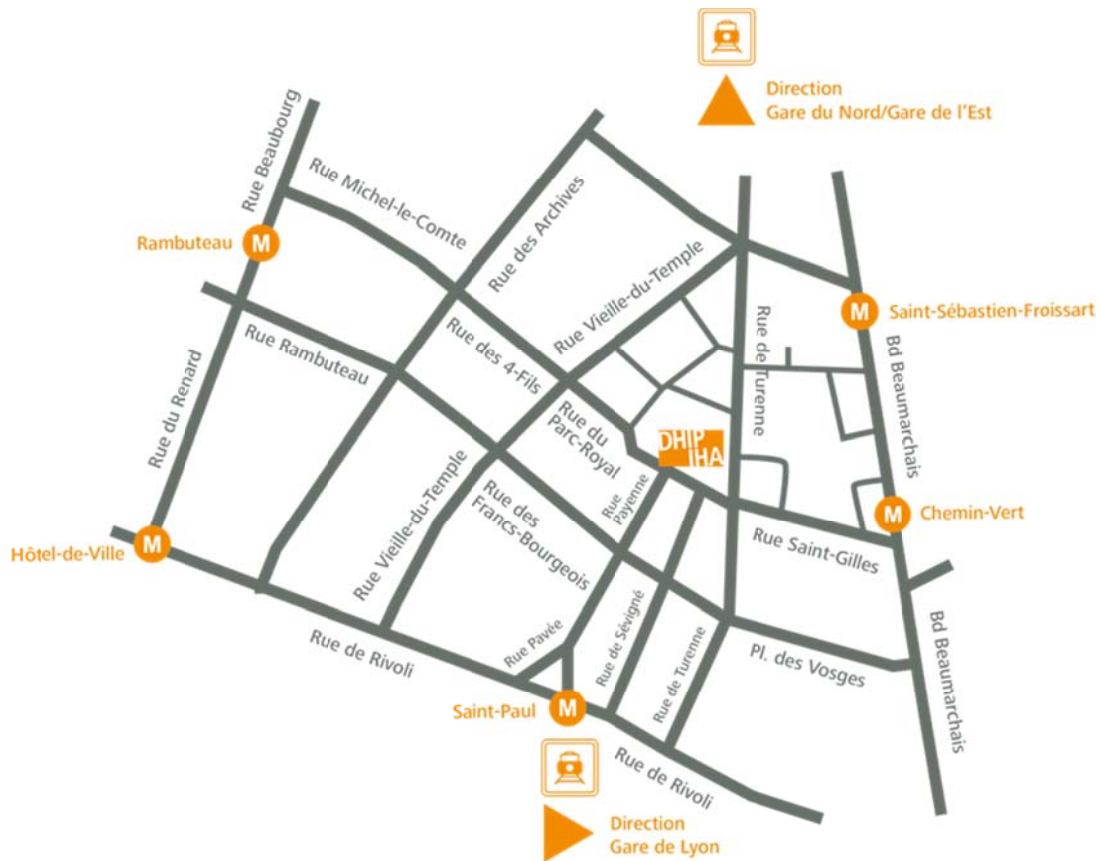 Direction
Gare du Nord/Gare de l'Est
Rue Beaubourg
Rue Michel-le-Comte
Rue des Archives
Rambuteau
M
Rue Vieille-du-Temple
Saint-Sébastien-Froissart
M
Rue Rambuteau
Rue des 4-Fils
Rue de Turenne
Bd Beaumarchais
Rue du Renard
Rue du
Parc-Royal
DHIP
IHA
Rue Vieille-du-Temple
Rue des
Francs-Bourgeois
Rue
Payenne
Chemin-Vert
M
Rue Saint-Gilles
Hôtel-de-Ville
M
Rue de Rivoli
Rue Pavée
Rue de Sévigné
Rue de Turenne
Pl. des Vosges
Bd Beaumarchais
Saint-Paul
M
Rue de Rivoli
Direction
Gare de Lyon